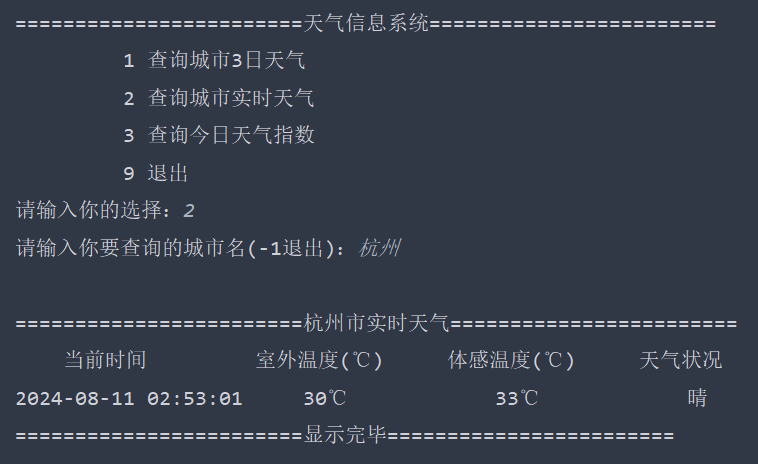 ========================天气信息系统========================
1 查询城市3日天气
2 查询城市实时天气
3 查询今日天气指数
9 退出
请输入你的选择：2
请输入你要查询的城市名(-1退出)：杭州
========================杭州市实时天气========================
当前时间 室外温度(℃) 体感温度(℃) 天气状况
2024-08-11 02:53:01 30℃ 33℃ 晴
========================显示完毕========================